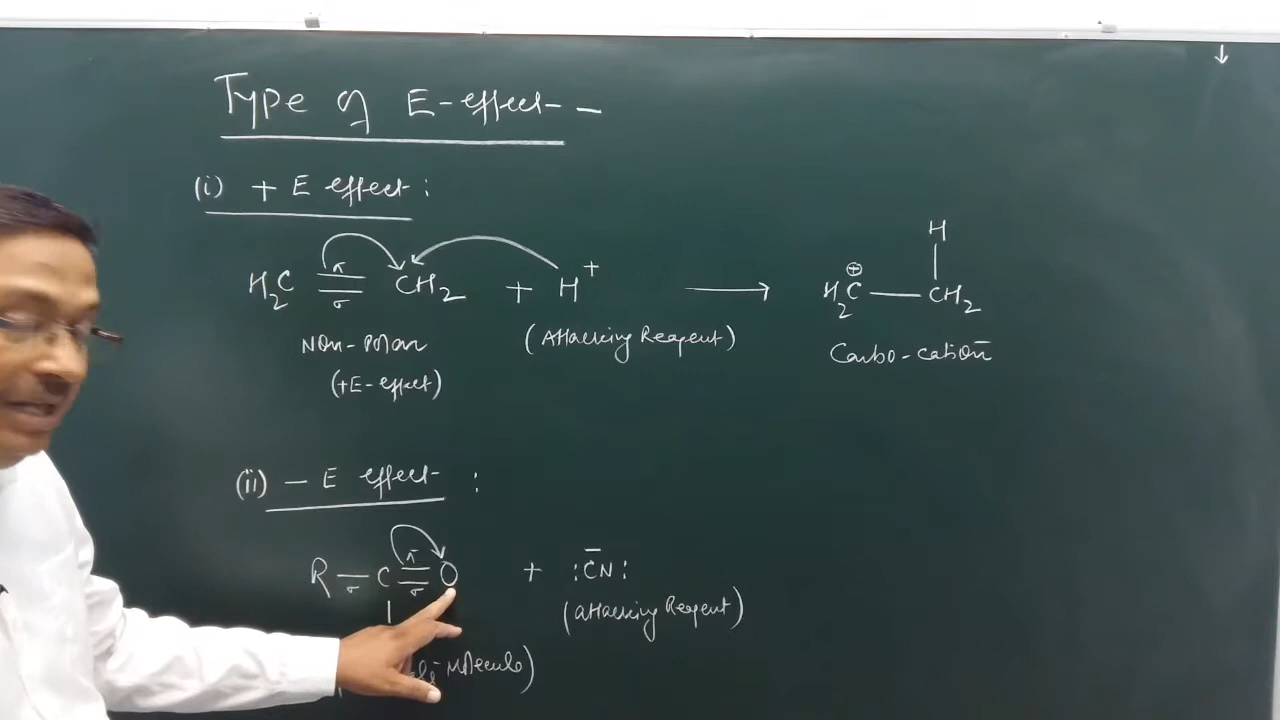 Type of E-effect-
(i) + E effect :
H
H₂C π σ CH₂ + H⁺ ⟶ H₂C⊕ — CH₂
Non-Polar (Attacking Reagent) Carbo-cation
(+E-effect)
(ii) – E effect :
R –σ– C π σ O + :C̄N:
(attacking Reagent)
Molecule)